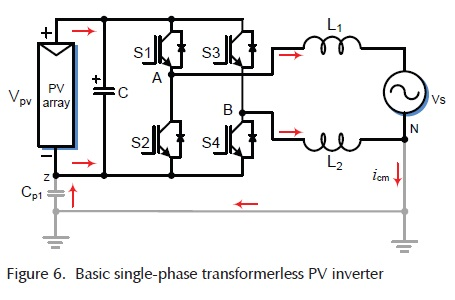 +
S1
S3
L1
A
Vpv
PV
array
+
C
Vs
B
N
−
S2
S4
L2
icm
z
Cp1
Figure 6. Basic single-phase transformerless PV inverter